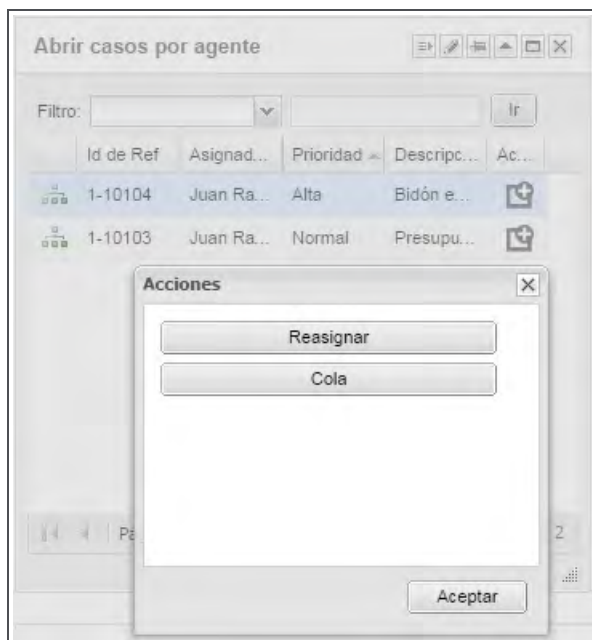 Abrir casos por agente
Filtro: Ir
Id de Ref Asignad... Prioridad Descripc... Ac...
1-10104 Juan Ra... Alta Bidón e...
1-10103 Juan Ra... Normal Presupu...
Acciones
Reasignar
Cola
Pa 2
Aceptar